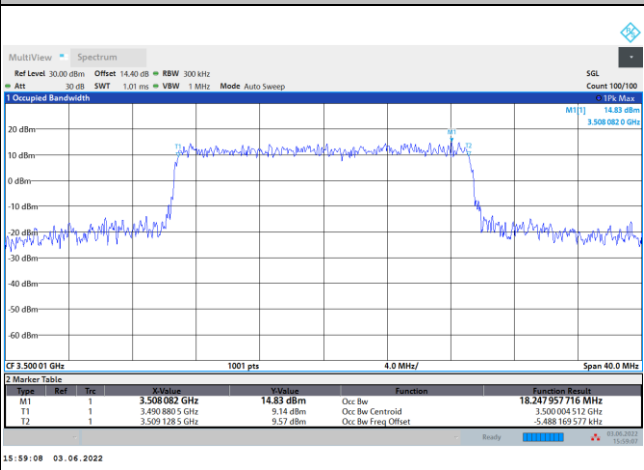 MultiView Spectrum
Ref Level 30.00 dBm Offset 14.40 dB RBW 300 kHz SGL
Att 30 dB SWT 1.01 ms VBW 1 MHz Mode Auto Sweep Count 100/100
1 Occupied Bandwidth 1Pk Max
M1[1] 14.83 dBm
3.508 082 0 GHz
M1
20 dBm
T1 T2
10 dBm
0 dBm
-10 dBm
-20 dBm
-30 dBm
-40 dBm
-50 dBm
-60 dBm
CF 3.500 01 GHz 1001 pts 4.0 MHz/ Span 40.0 MHz
2 Marker Table
Type Ref Trc X-Value Y-Value Function Function Result
M1 1 3.508 082 GHz 14.83 dBm Occ Bw 18.247 957 716 MHz
T1 1 3.490 880 5 GHz 9.14 dBm Occ Bw Centroid 3.500 004 512 GHz
T2 1 3.509 128 5 GHz 9.57 dBm Occ Bw Freq Offset -5.488 169 577 kHz
Ready 03.06.2022
15:59:07
15:59:08 03.06.2022